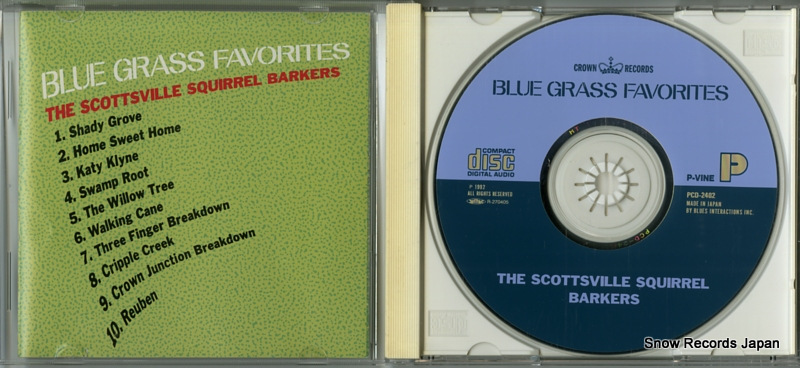 BLUE GRASS FAVORITES
THE SCOTTSVILLE SQUIRREL BARKERS
1. Shady Grove
2. Home Sweet Home
3. Katy Klyne
4. Swamp Root
5. The Willow Tree
6. Walking Cane
7. Three Finger Breakdown
8. Cripple Creek
9. Crown Junction Breakdown
10. Reuben
CROWN RECORDS
BLUE GRASS FAVORITES
COMPACT
disc
DIGITAL AUDIO
P-VINE P
P 1992
ALL RIGHTS RESERVED
R-270405
PCD-2402
MADE IN JAPAN
BY BLUES INTERACTIONS INC.
THE SCOTTSVILLE SQUIRREL
BARKERS
Snow Records Japan